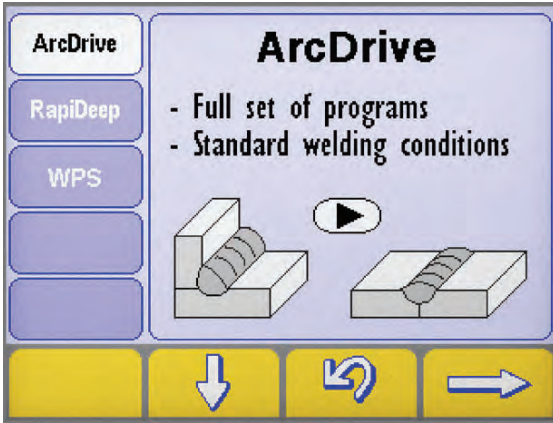 ArcDrive
RapiDeep
WPS
ArcDrive
- Full set of programs
- Standard welding conditions